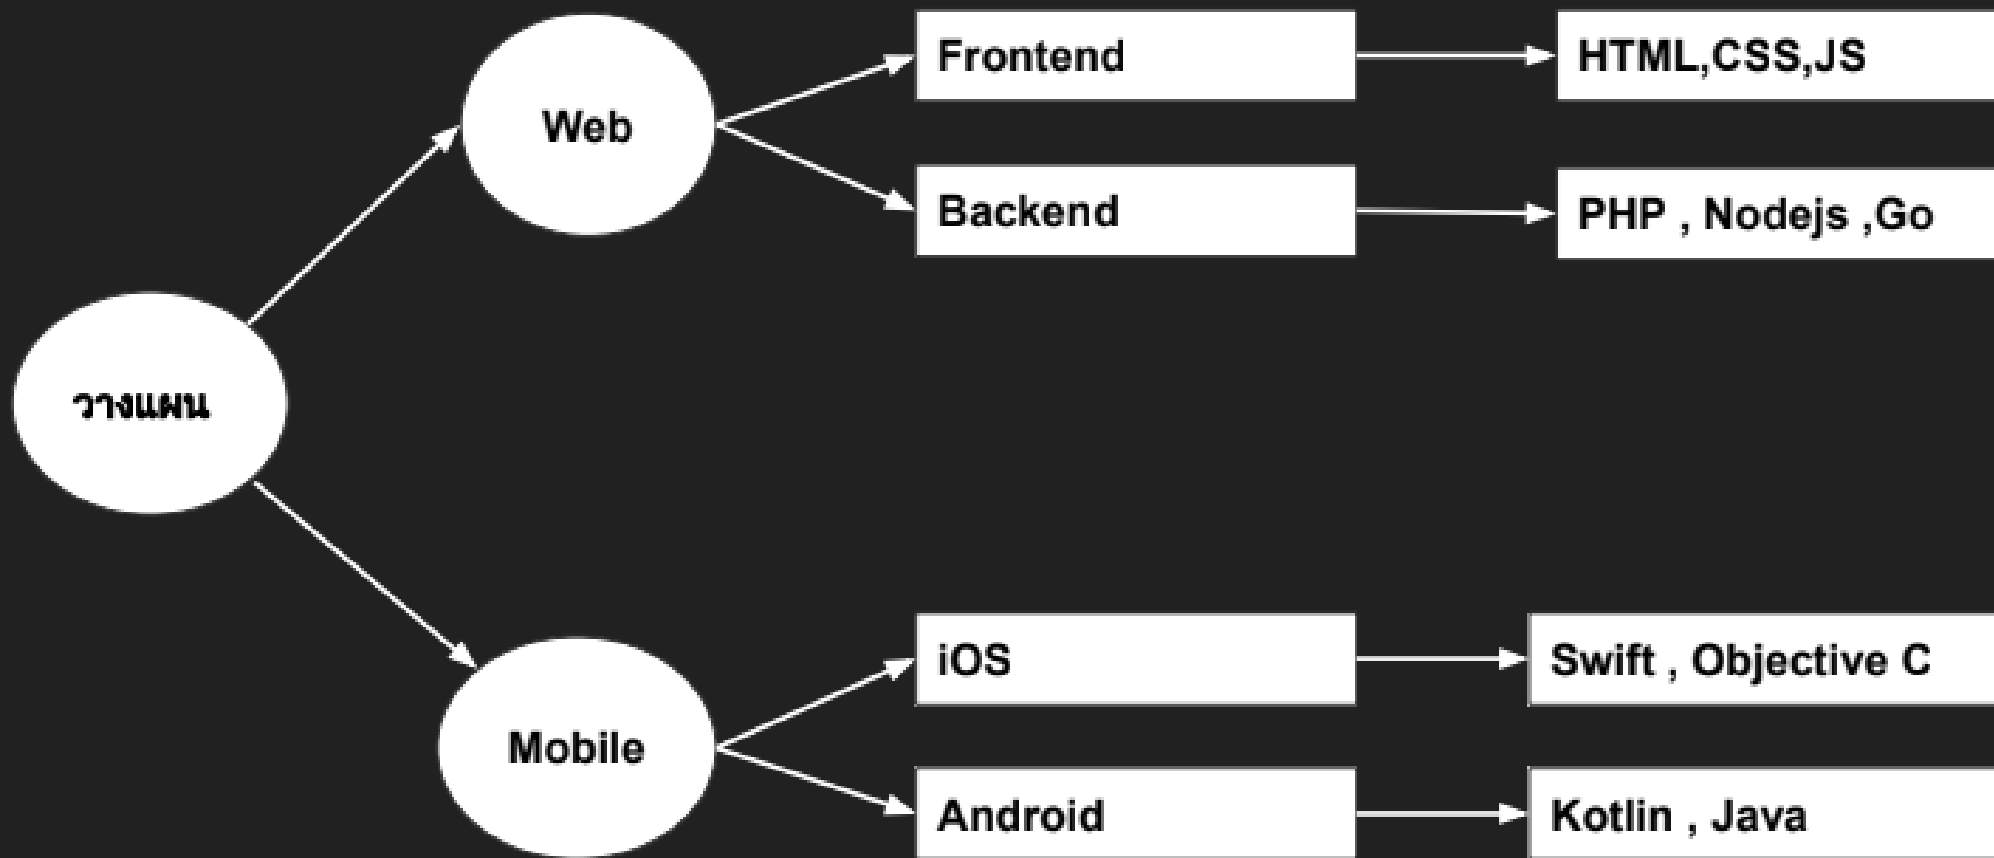 Frontend
HTML,CSS,JS
Web
Backend
PHP , Nodejs ,Go
วางแผน
iOS
Swift , Objective C
Mobile
Android
Kotlin , Java